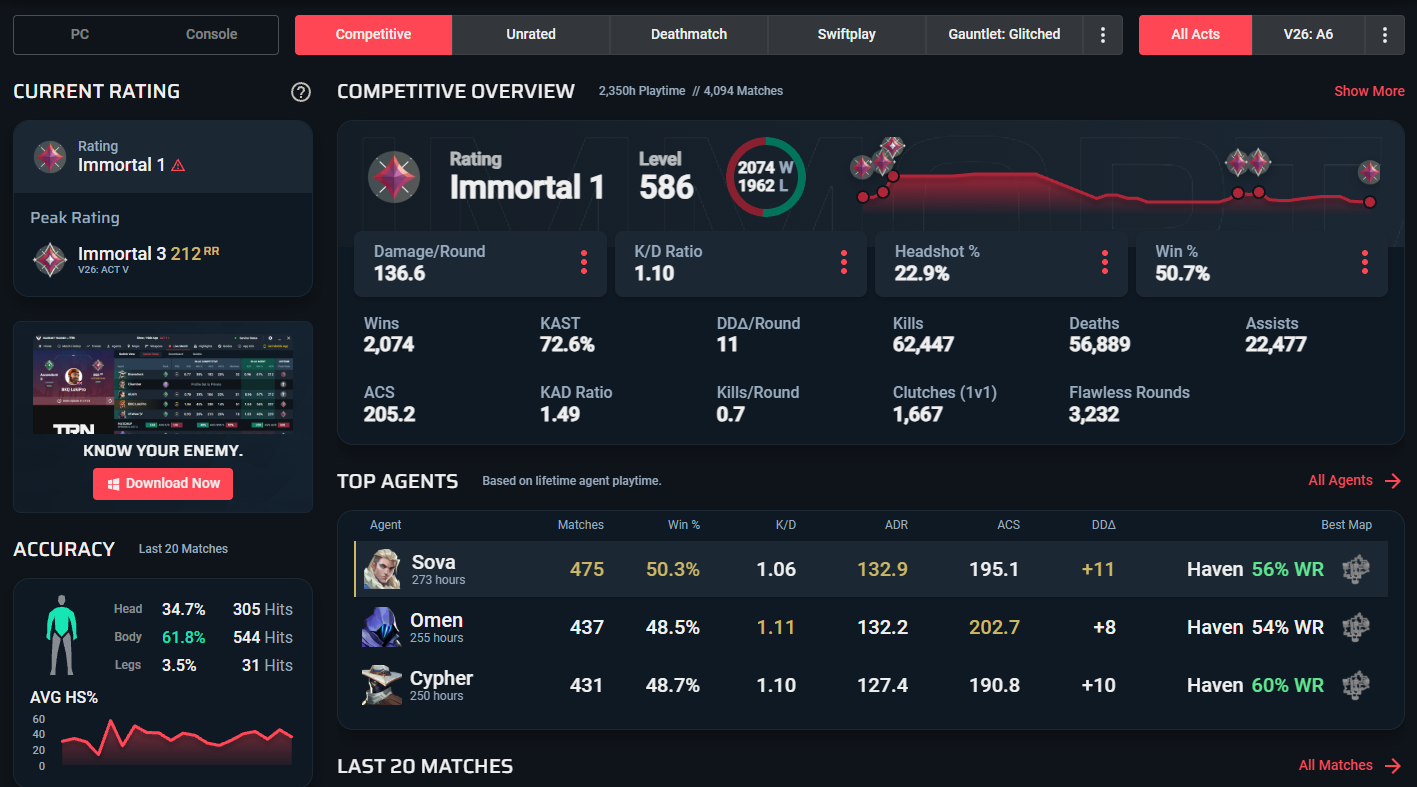 PC Console Competitive Unrated Deathmatch Swiftplay Gauntlet: Glitched All Acts V26: A6
CURRENT RATING ?
Rating
Immortal 1
Peak Rating
Immortal 3 212 RR
V26: ACT V
TRN
KNOW YOUR ENEMY.
Download Now
ACCURACY Last 20 Matches
Head 34.7% 305 Hits
Body 61.8% 544 Hits
Legs 3.5% 31 Hits
AVG HS%
60
40
20
0
COMPETITIVE OVERVIEW 2,350h Playtime // 4,094 Matches Show More
Rating Level
Immortal 1 586
2074 W
1962 L
Damage/Round K/D Ratio Headshot % Win %
136.6 1.10 22.9% 50.7%
Wins KAST DDΔ/Round Kills Deaths Assists
2,074 72.6% 11 62,447 56,889 22,477
ACS KAD Ratio Kills/Round Clutches (1v1) Flawless Rounds
205.2 1.49 0.7 1,667 3,232
TOP AGENTS Based on lifetime agent playtime. All Agents
Agent Matches Win % K/D ADR ACS DDΔ Best Map
Sova 475 50.3% 1.06 132.9 195.1 +11 Haven 56% WR
273 hours
Omen 437 48.5% 1.11 132.2 202.7 +8 Haven 54% WR
255 hours
Cypher 431 48.7% 1.10 127.4 190.8 +10 Haven 60% WR
250 hours
LAST 20 MATCHES All Matches